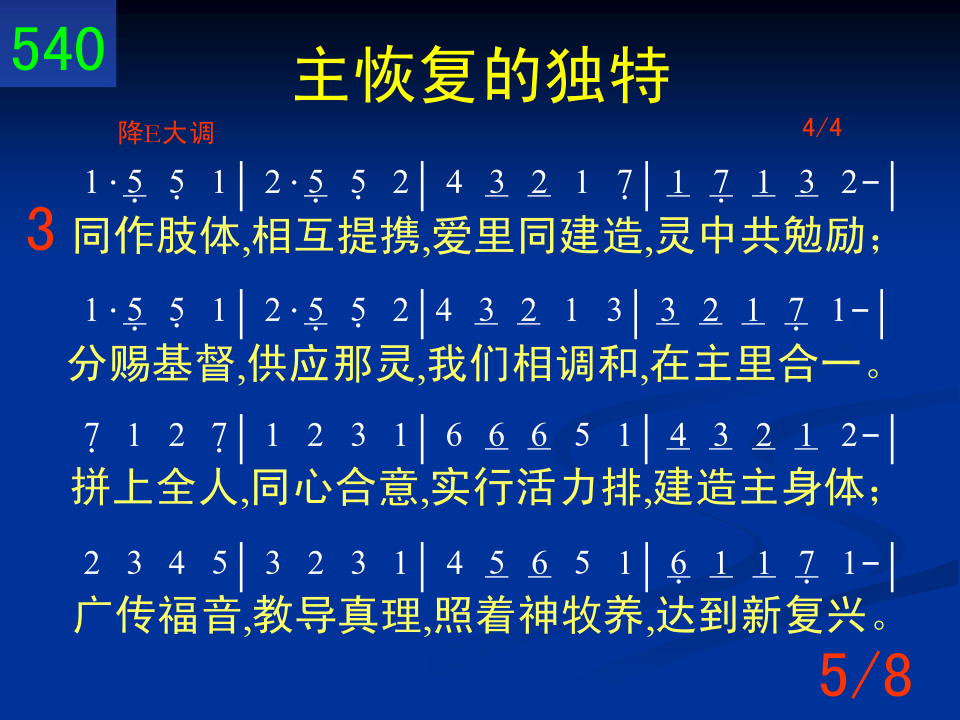 540
主恢复的独特
降E大调 4/4
1·5̲̣ 5̣ 1| 2·5̲̣ 5̣ 2| 4 3̲ 2̲ 1 7̣| 1̲ 7̲̣ 1̲ 3̲ 2-|
3 同作肢体,相互提携,爱里同建造,灵中共勉励；
1·5̲̣ 5̣ 1| 2·5̲̣ 5̣ 2| 4 3̲ 2̲ 1 3| 3̲ 2̲ 1̲ 7̲̣ 1-|
分赐基督,供应那灵,我们相调和,在主里合一。
7̣ 1 2 7̣| 1 2 3 1| 6 6̲ 6̲ 5 1| 4̲ 3̲ 2̲ 1̲ 2-|
拼上全人,同心合意,实行活力排,建造主身体；
2 3 4 5| 3 2 3 1| 4 5̲ 6̲ 5 1| 6̲̣ 1̲ 1̲ 7̲̣ 1-|
广传福音,教导真理,照着神牧养,达到新复兴。
5/8